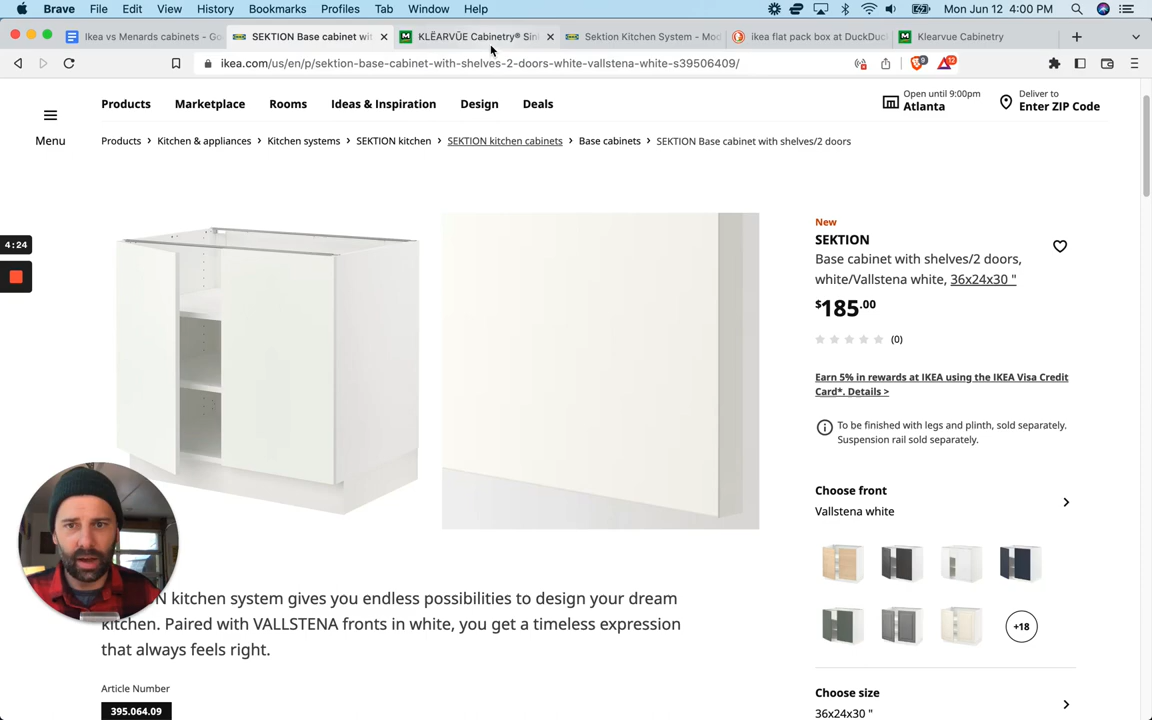 Brave File Edit View History Bookmarks Profiles Tab Window Help Mon Jun 12 4:00 PM
Ikea vs Menards cabinets - Go
SEKTION Base cabinet wit
KLËARVŪE Cabinetry® Sin
Sektion Kitchen System - Mod
ikea flat pack box at DuckDuc
Klearvue Cabinetry
ikea.com/us/en/p/sektion-base-cabinet-with-shelves-2-doors-white-vallstena-white-s39506409/
Menu
Products Marketplace Rooms Ideas & Inspiration Design Deals
Open until 9:00pm
Atlanta
Deliver to
Enter ZIP Code
Products > Kitchen & appliances > Kitchen systems > SEKTION kitchen > SEKTION kitchen cabinets > Base cabinets > SEKTION Base cabinet with shelves/2 doors
4:24
New
SEKTION
Base cabinet with shelves/2 doors,
white/Vallstena white, 36x24x30 "
$185.00
(0)
Earn 5% in rewards at IKEA using the IKEA Visa Credit
Card*. Details >
To be finished with legs and plinth, sold separately.
Suspension rail sold separately.
Choose front
Vallstena white
+18
Choose size
36x24x30 "
N kitchen system gives you endless possibilities to design your dream
kitchen. Paired with VALLSTENA fronts in white, you get a timeless expression
that always feels right.
Article Number
395.064.09